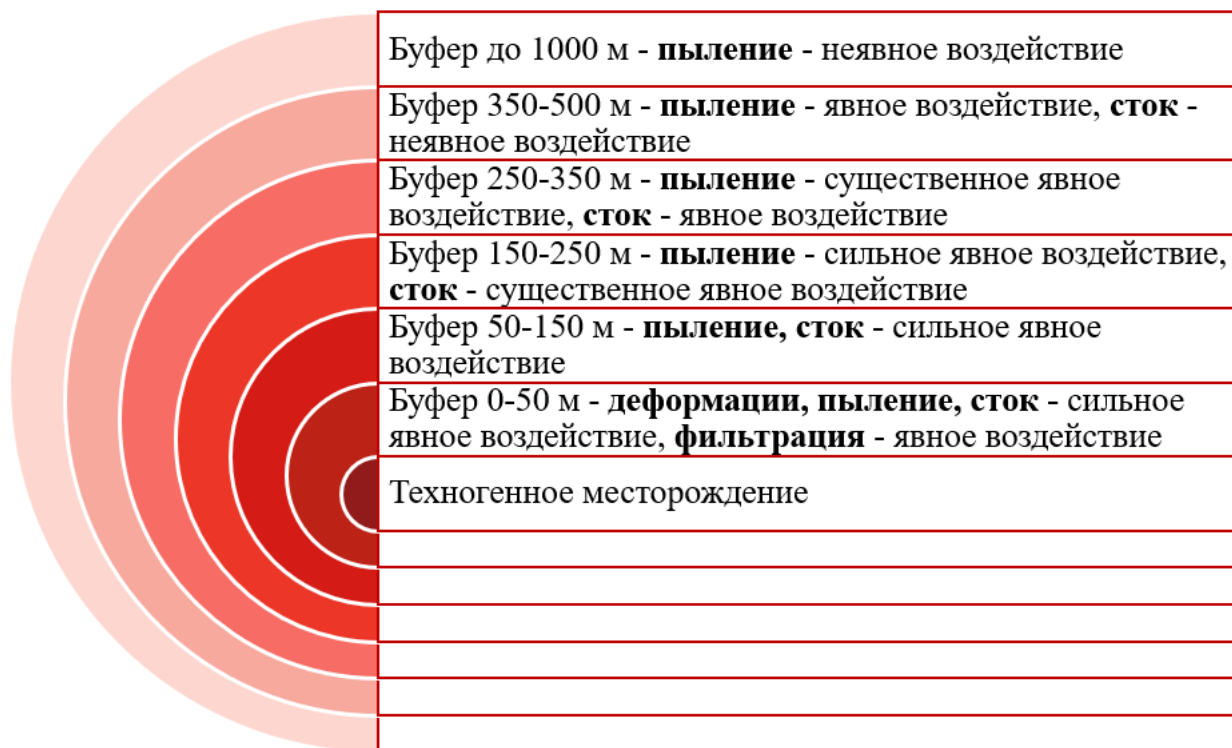 Буфер до 1000 м - пыление - неявное воздействие
Буфер 350-500 м - пыление - явное воздействие, сток -
неявное воздействие
Буфер 250-350 м - пыление - существенное явное
воздействие, сток - явное воздействие
Буфер 150-250 м - пыление - сильное явное воздействие,
сток - существенное явное воздействие
Буфер 50-150 м - пыление, сток - сильное явное
воздействие
Буфер 0-50 м - деформации, пыление, сток - сильное
явное воздействие, фильтрация - явное воздействие
Техногенное месторождение